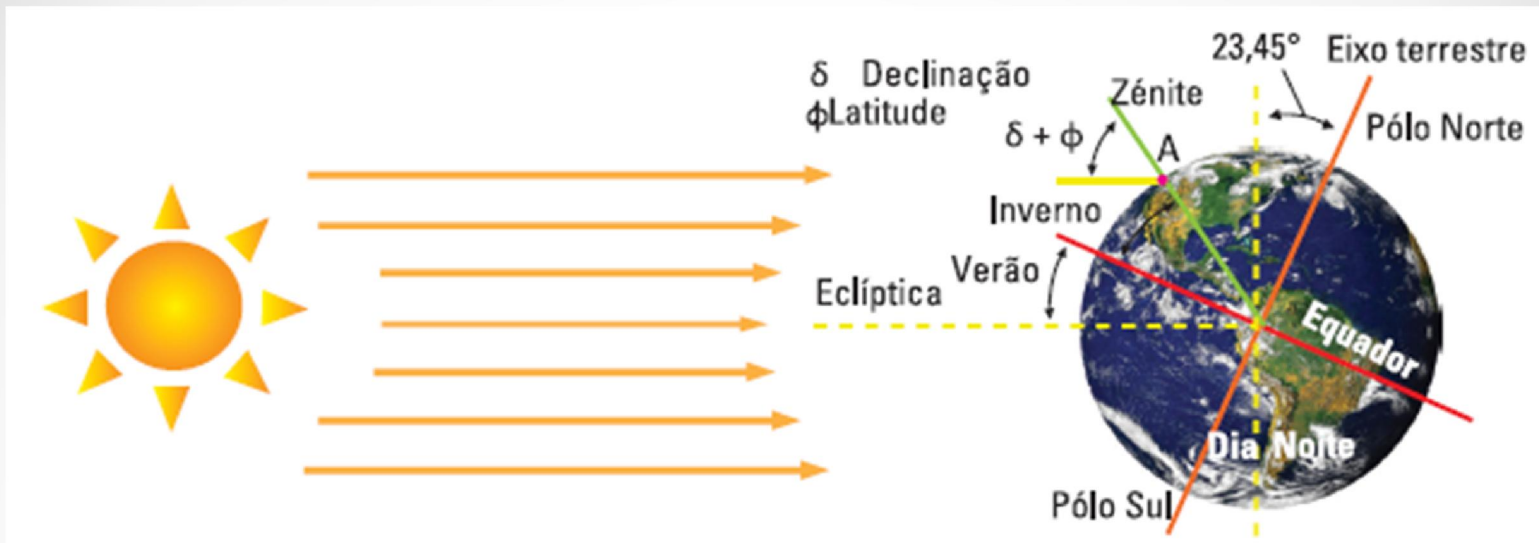 δ Declinação
ϕLatitude
23,45°
Eixo terrestre
Zénite
Pólo Norte
δ + ϕ
A
Inverno
Verão
Eclíptica
Equador
Dia Noite
Pólo Sul